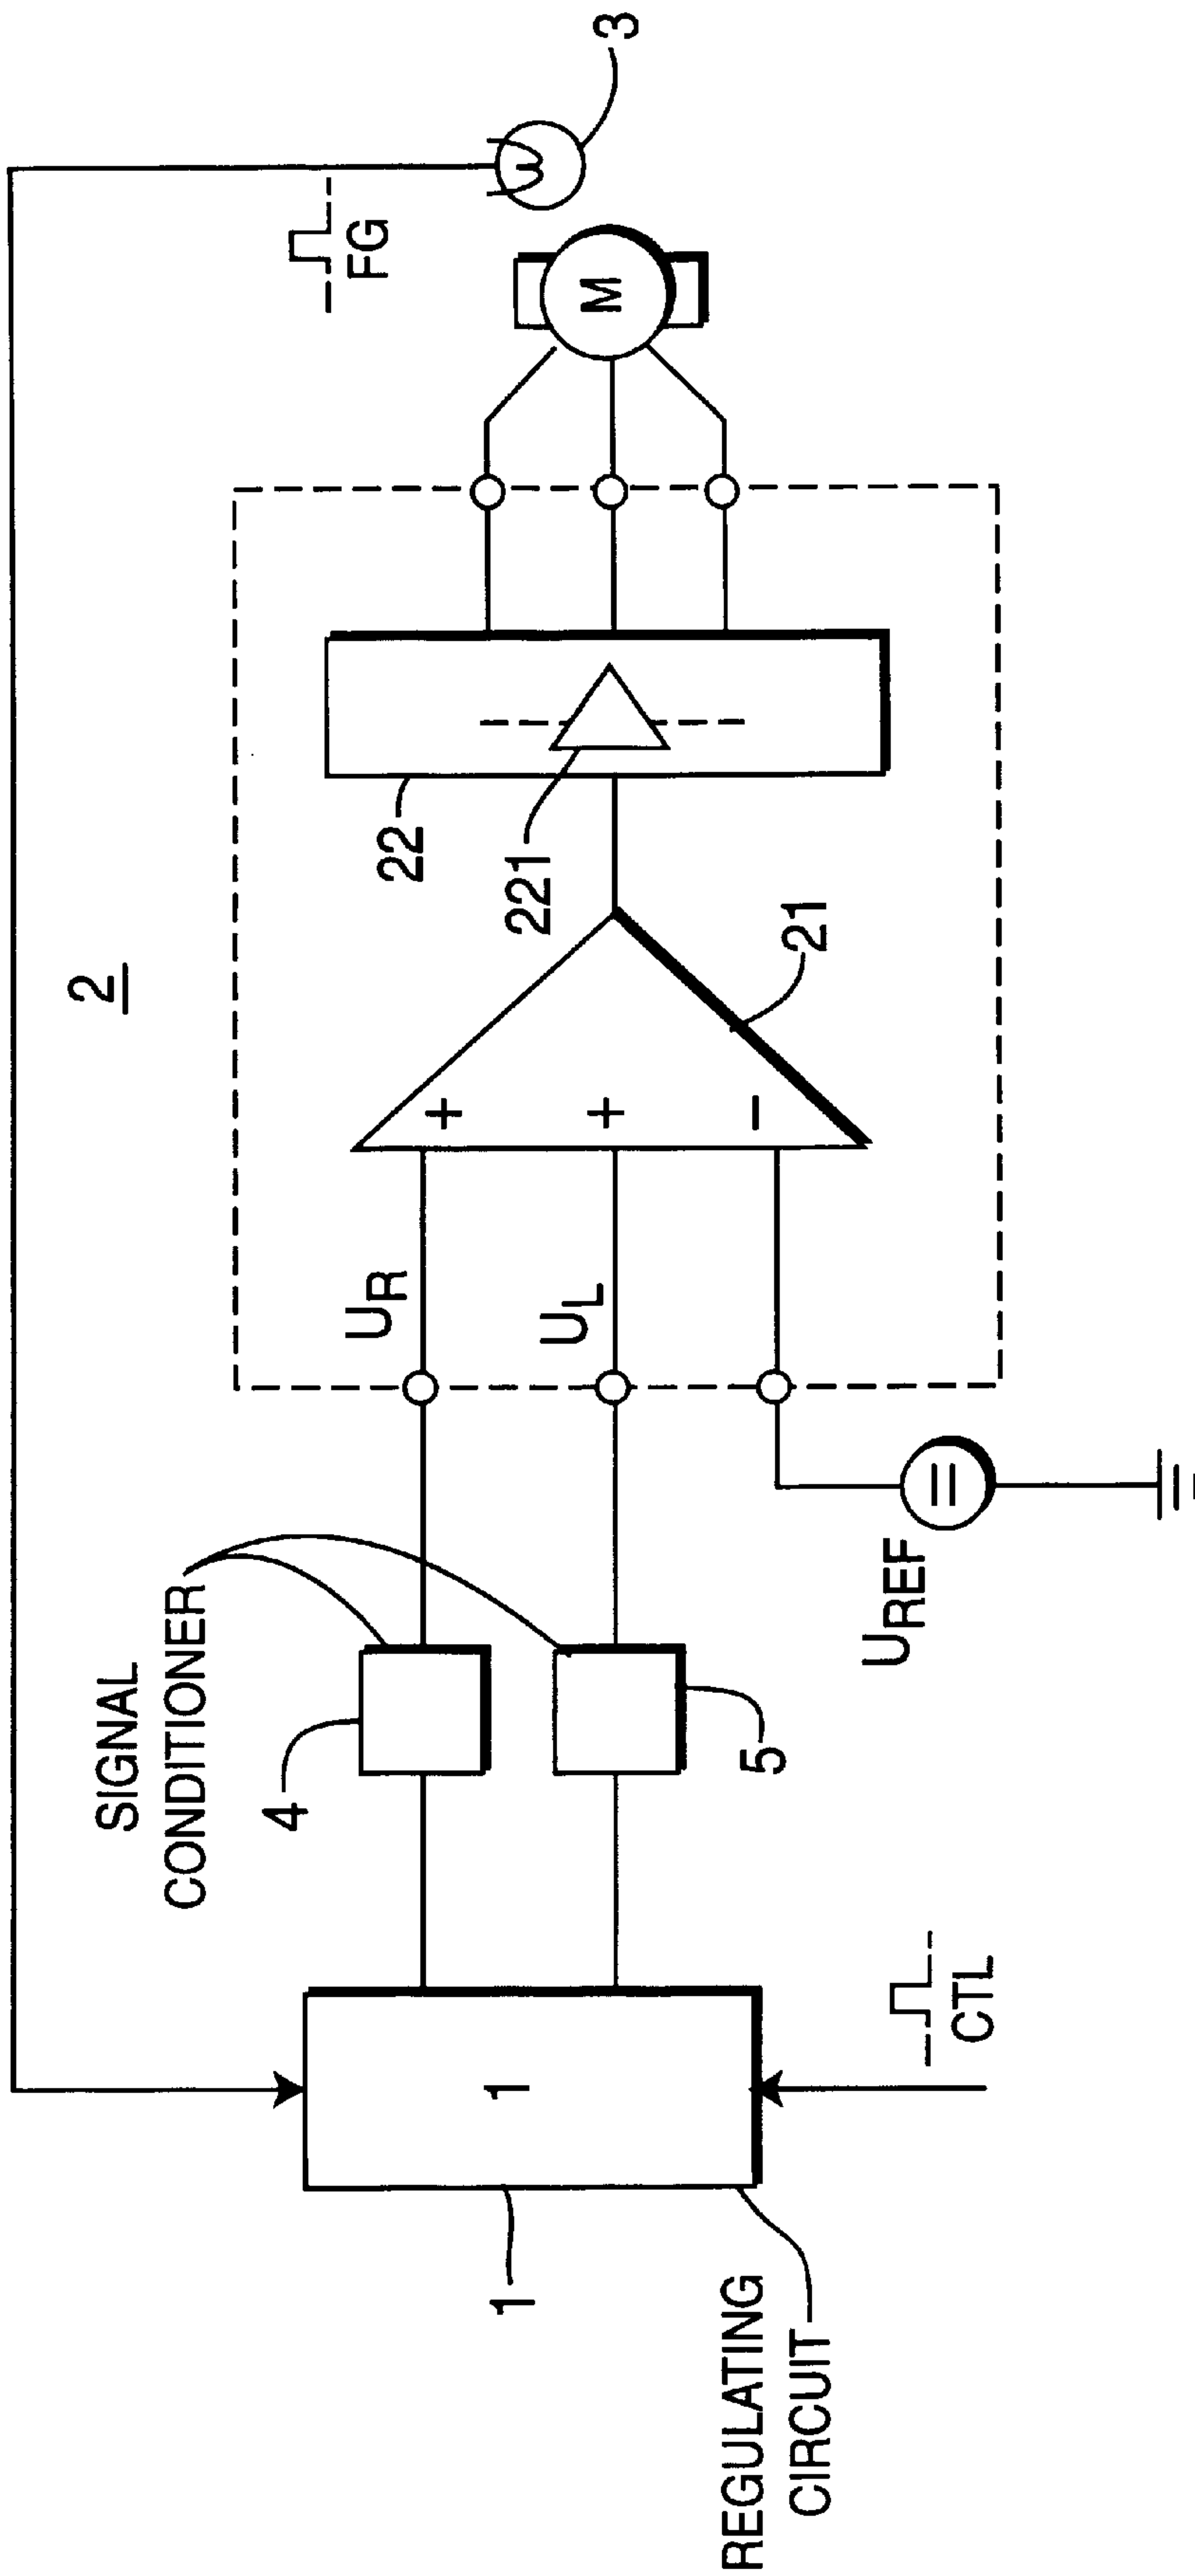 2
FG
3
SIGNAL
CONDITIONER
4
5
U_R
U_L
U_REF
+
+
−
21
22
221
M
1
1
REGULATING
CIRCUIT
CTL